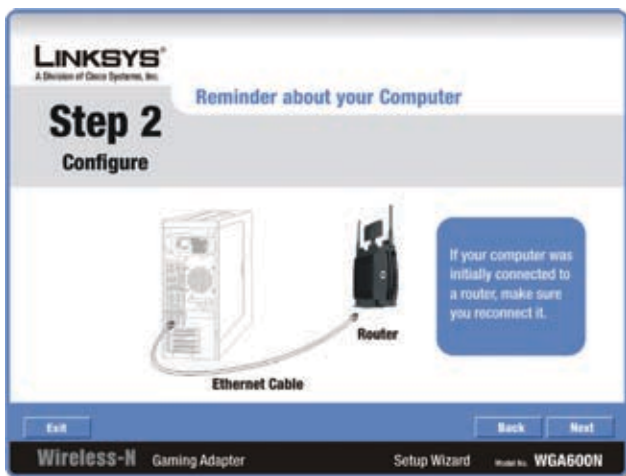 LINKSYS®
A Division of Cisco Systems, Inc.
Reminder about your Computer
Step 2
Configure
If your computer was
initially connected to
a router, make sure
you reconnect it.
Router
Ethernet Cable
Exit
Back
Next
Wireless-N Gaming Adapter
Setup Wizard
Model No. WGA600N